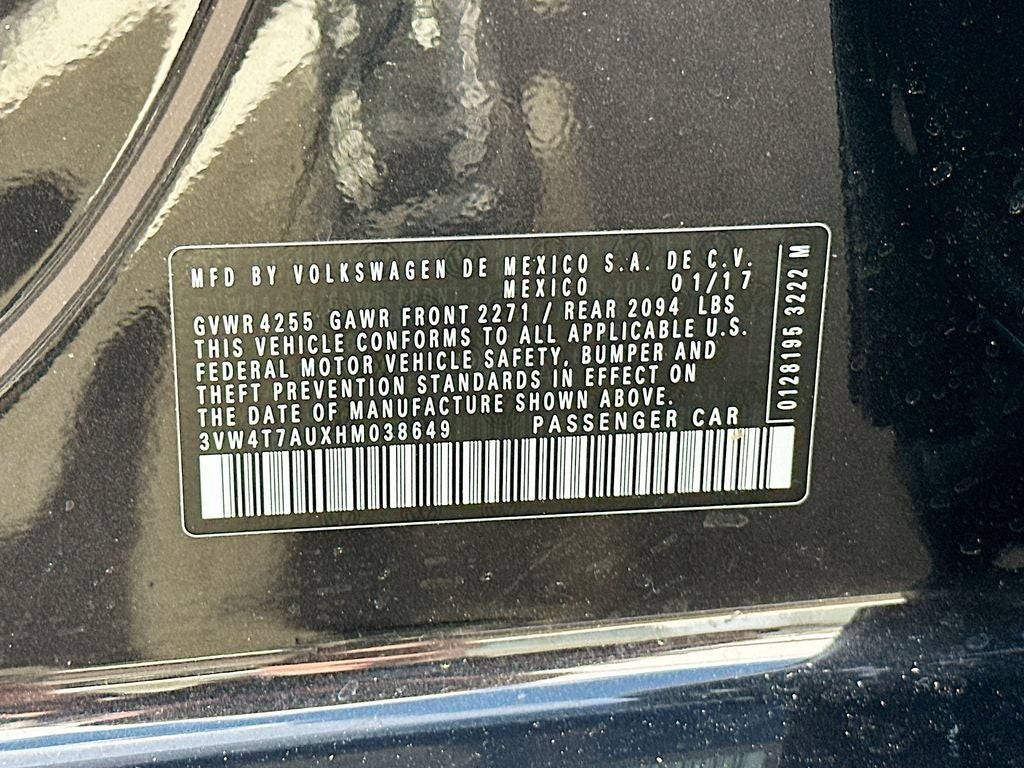 MFD BY VOLKSWAGEN DE MEXICO S.A. DE C.V.
MEXICO 01/17
GVWR 4255 GAWR FRONT 2271 / REAR 2094 LBS
THIS VEHICLE CONFORMS TO ALL APPLICABLE U.S.
FEDERAL MOTOR VEHICLE SAFETY, BUMPER AND
THEFT PREVENTION STANDARDS IN EFFECT ON
THE DATE OF MANUFACTURE SHOWN ABOVE.
3VW4T7AUXHM038649 PASSENGER CAR
0128195 3222 M